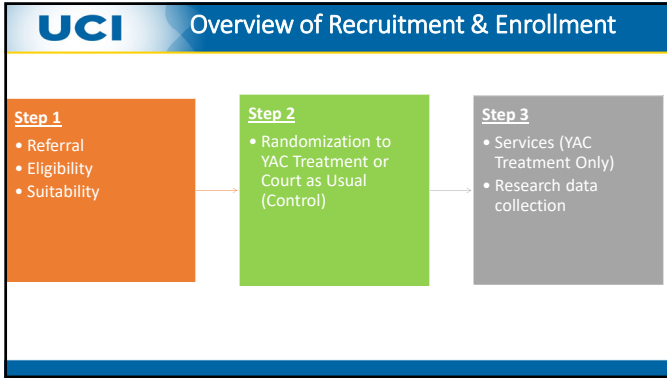 UCI
Overview of Recruitment & Enrollment
Step 1
• Referral
• Eligibility
• Suitability
Step 2
• Randomization to
YAC Treatment or
Court as Usual
(Control)
Step 3
• Services (YAC
Treatment Only)
• Research data
collection